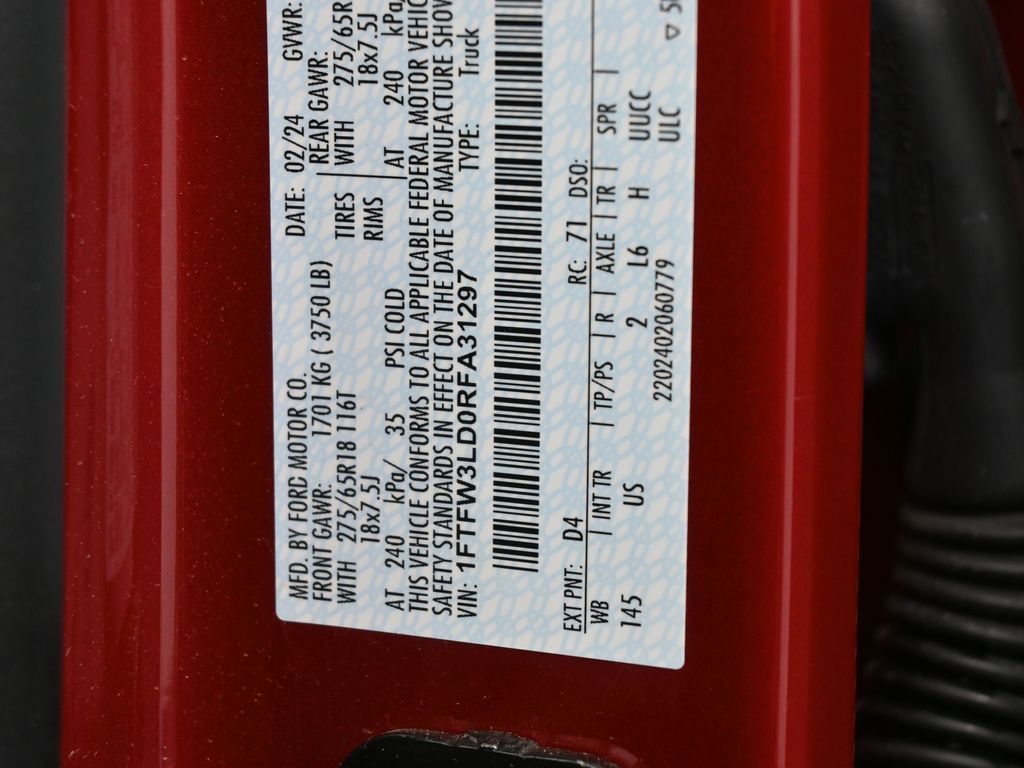 MFD. BY FORD MOTOR CO.
DATE: 02/24 GVWR:
FRONT GAWR: 1701 KG ( 3750 LB)
REAR GAWR:
WITH 275/65R18 116T TIRES WITH 275/65R
18x7.5J RIMS 18x7.5J
AT 240 kPa/ 35 PSI COLD AT 240 kPa
THIS VEHICLE CONFORMS TO ALL APPLICABLE FEDERAL MOTOR VEHIC
SAFETY STANDARDS IN EFFECT ON THE DATE OF MANUFACTURE SHOW
VIN: 1FTFW3LD0RFA31297 TYPE: Truck
EXT PNT: D4 RC: 71 DSO:
WB | INT TR | TP/PS | R | AXLE | TR | SPR |
145 US 2 L6 H UUCC
2202402060779 ULC